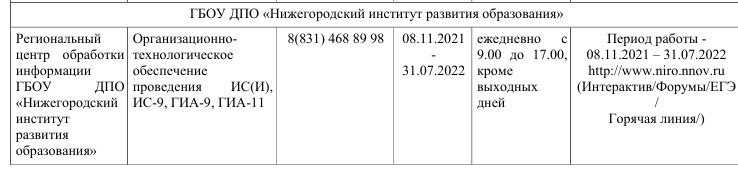 ГБОУ ДПО «Нижегородский институт развития образования»
Региональный
центр обработки
информации
ГБОУ ДПО
«Нижегородский
институт
развития
образования»
Организационно-
технологическое
обеспечение
проведения ИС(И),
ИС-9, ГИА-9, ГИА-11
8(831) 468 89 98
08.11.2021
-
31.07.2022
ежедневно с
9.00 до 17.00,
кроме
выходных
дней
Период работы -
08.11.2021 – 31.07.2022
http://www.niro.nnov.ru
(Интерактив/Форумы/ЕГЭ
/
Горячая линия/)